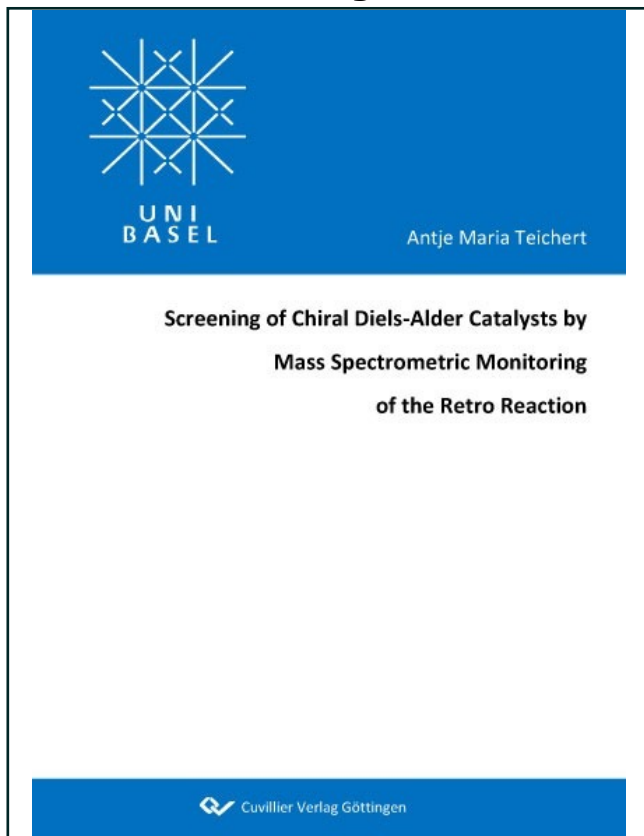 UNI
BASEL
Antje Maria Teichert
Screening of Chiral Diels-Alder Catalysts by
Mass Spectrometric Monitoring
of the Retro Reaction
Cuvillier Verlag Göttingen